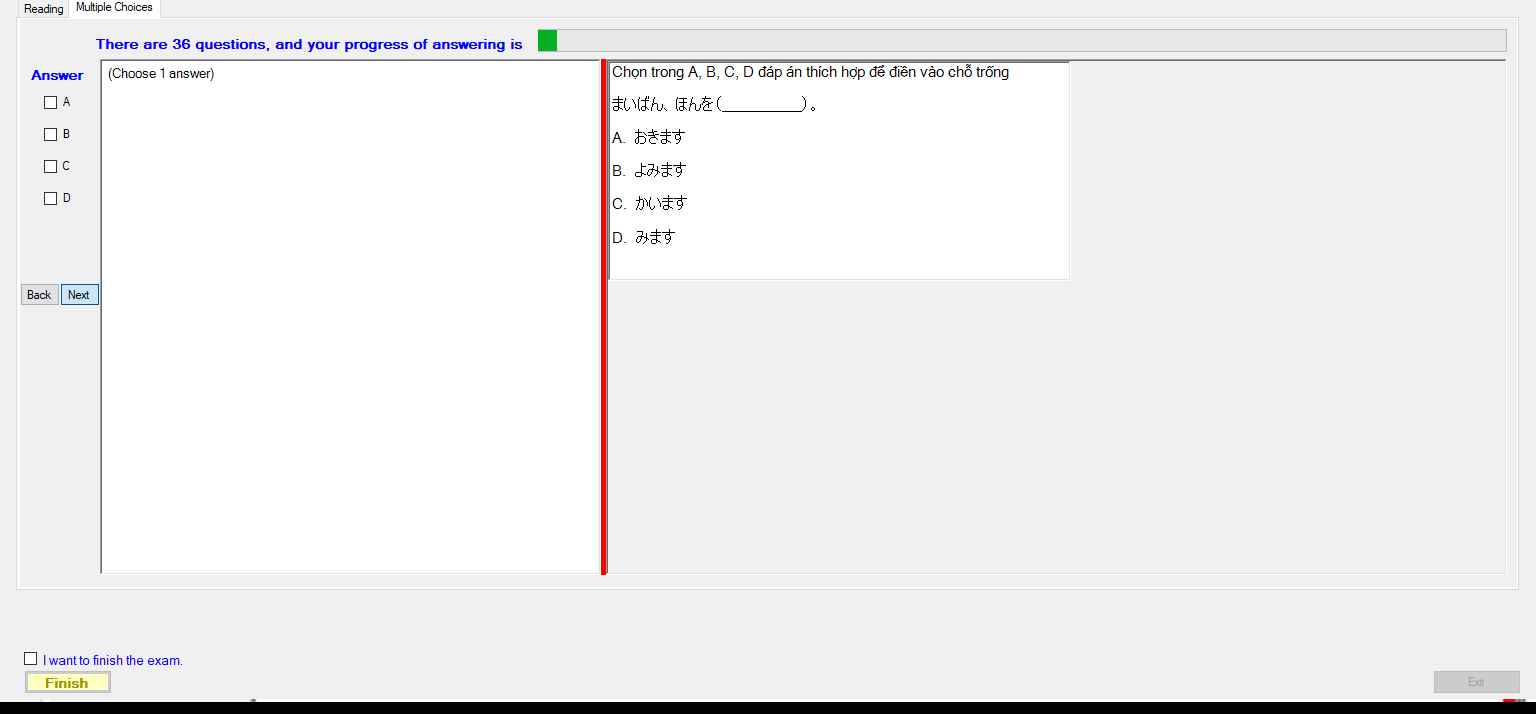 Reading
Multiple Choices
There are 36 questions, and your progress of answering is
Answer
A
B
C
D
Back
Next
(Choose 1 answer)
Chọn trong A, B, C, D đáp án thích hợp để điền vào chỗ trống
まいばん、ほんを(__________)。
A. おきます
B. よみます
C. かいます
D. みます
I want to finish the exam.
Finish
Exit